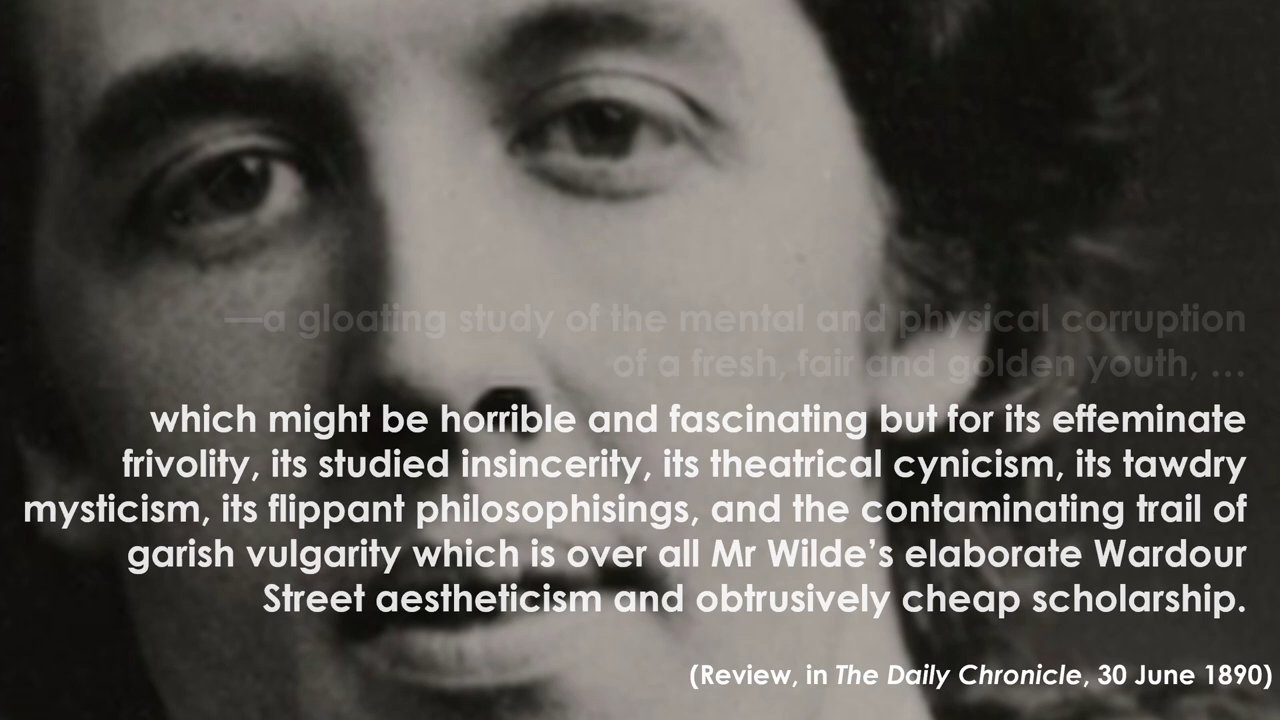 —a gloating study of the mental and physical corruption
of a fresh, fair and golden youth, …
which might be horrible and fascinating but for its effeminate
frivolity, its studied insincerity, its theatrical cynicism, its tawdry
mysticism, its flippant philosophisings, and the contaminating trail of
garish vulgarity which is over all Mr Wilde’s elaborate Wardour
Street aestheticism and obtrusively cheap scholarship.
(Review, in The Daily Chronicle, 30 June 1890)